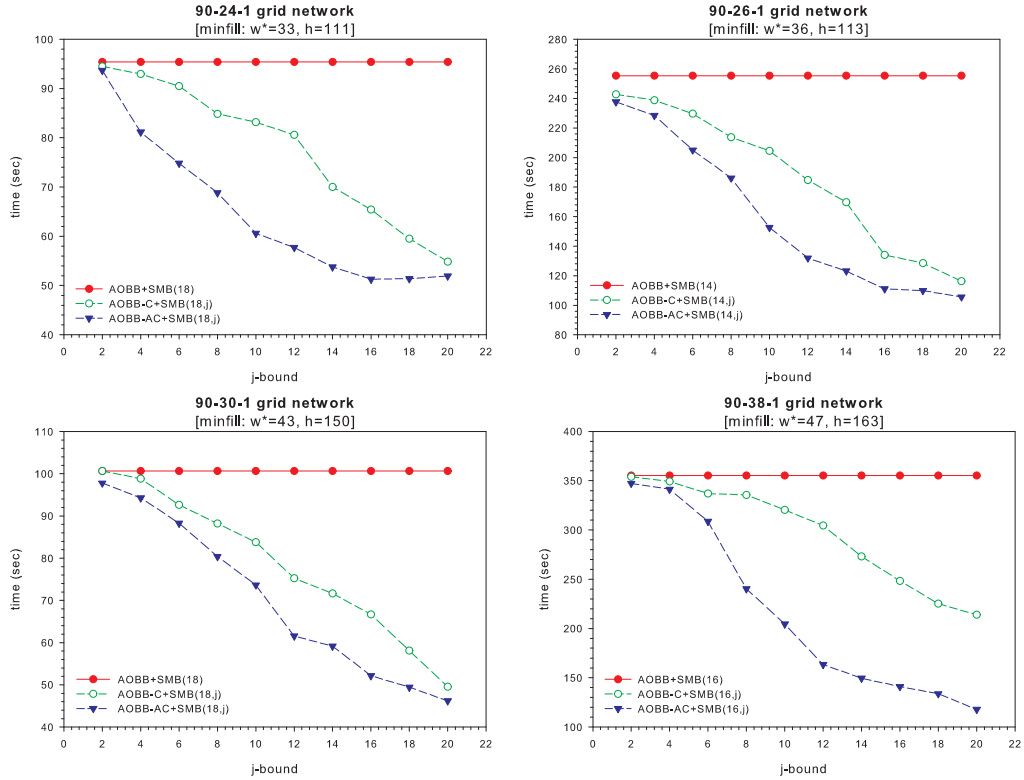 90-24-1 grid network
[minfill: w*=33, h=111]
100
90
80
70
60
50
40
time (sec)
AOBB+SMB(18)
AOBB-C+SMB(18,j)
AOBB-AC+SMB(18,j)
0 2 4 6 8 10 12 14 16 18 20 22
j-bound
90-26-1 grid network
[minfill: w*=36, h=113]
280
260
240
220
200
180
160
140
120
100
80
time (sec)
AOBB+SMB(14)
AOBB-C+SMB(14,j)
AOBB-AC+SMB(14,j)
0 2 4 6 8 10 12 14 16 18 20 22
j-bound
90-30-1 grid network
[minfill: w*=43, h=150]
110
100
90
80
70
60
50
40
time (sec)
AOBB+SMB(18)
AOBB-C+SMB(18,j)
AOBB-AC+SMB(18,j)
0 2 4 6 8 10 12 14 16 18 20 22
j-bound
90-38-1 grid network
[minfill: w*=47, h=163]
400
350
300
250
200
150
100
time (sec)
AOBB+SMB(16)
AOBB-C+SMB(16,j)
AOBB-AC+SMB(16,j)
0 2 4 6 8 10 12 14 16 18 20 22
j-bound